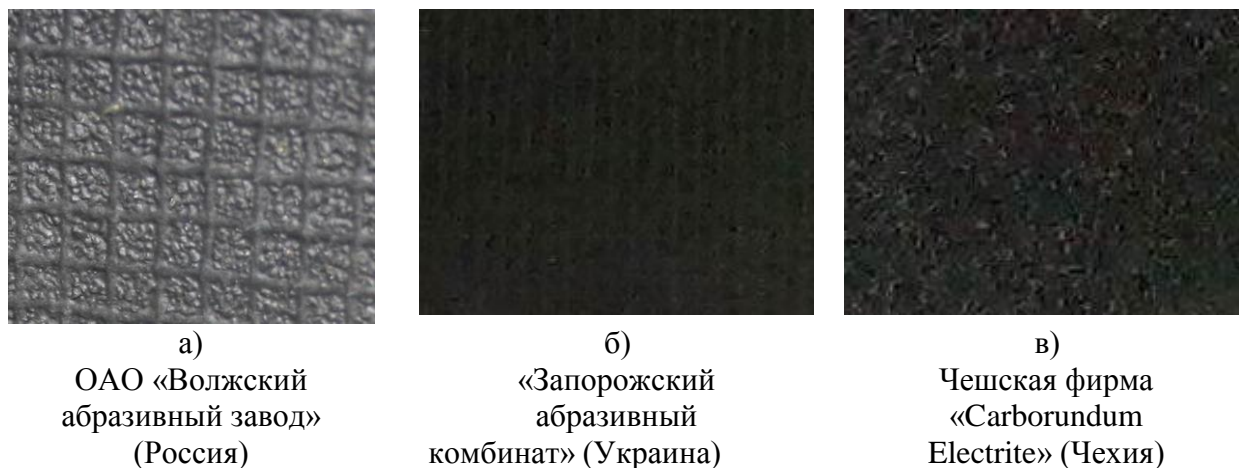 а)
ОАО «Волжский
абразивный завод»
(Россия)
б)
«Запорожский
абразивный
комбинат» (Украина)
в)
Чешская фирма
«Carborundum
Electrite» (Чехия)